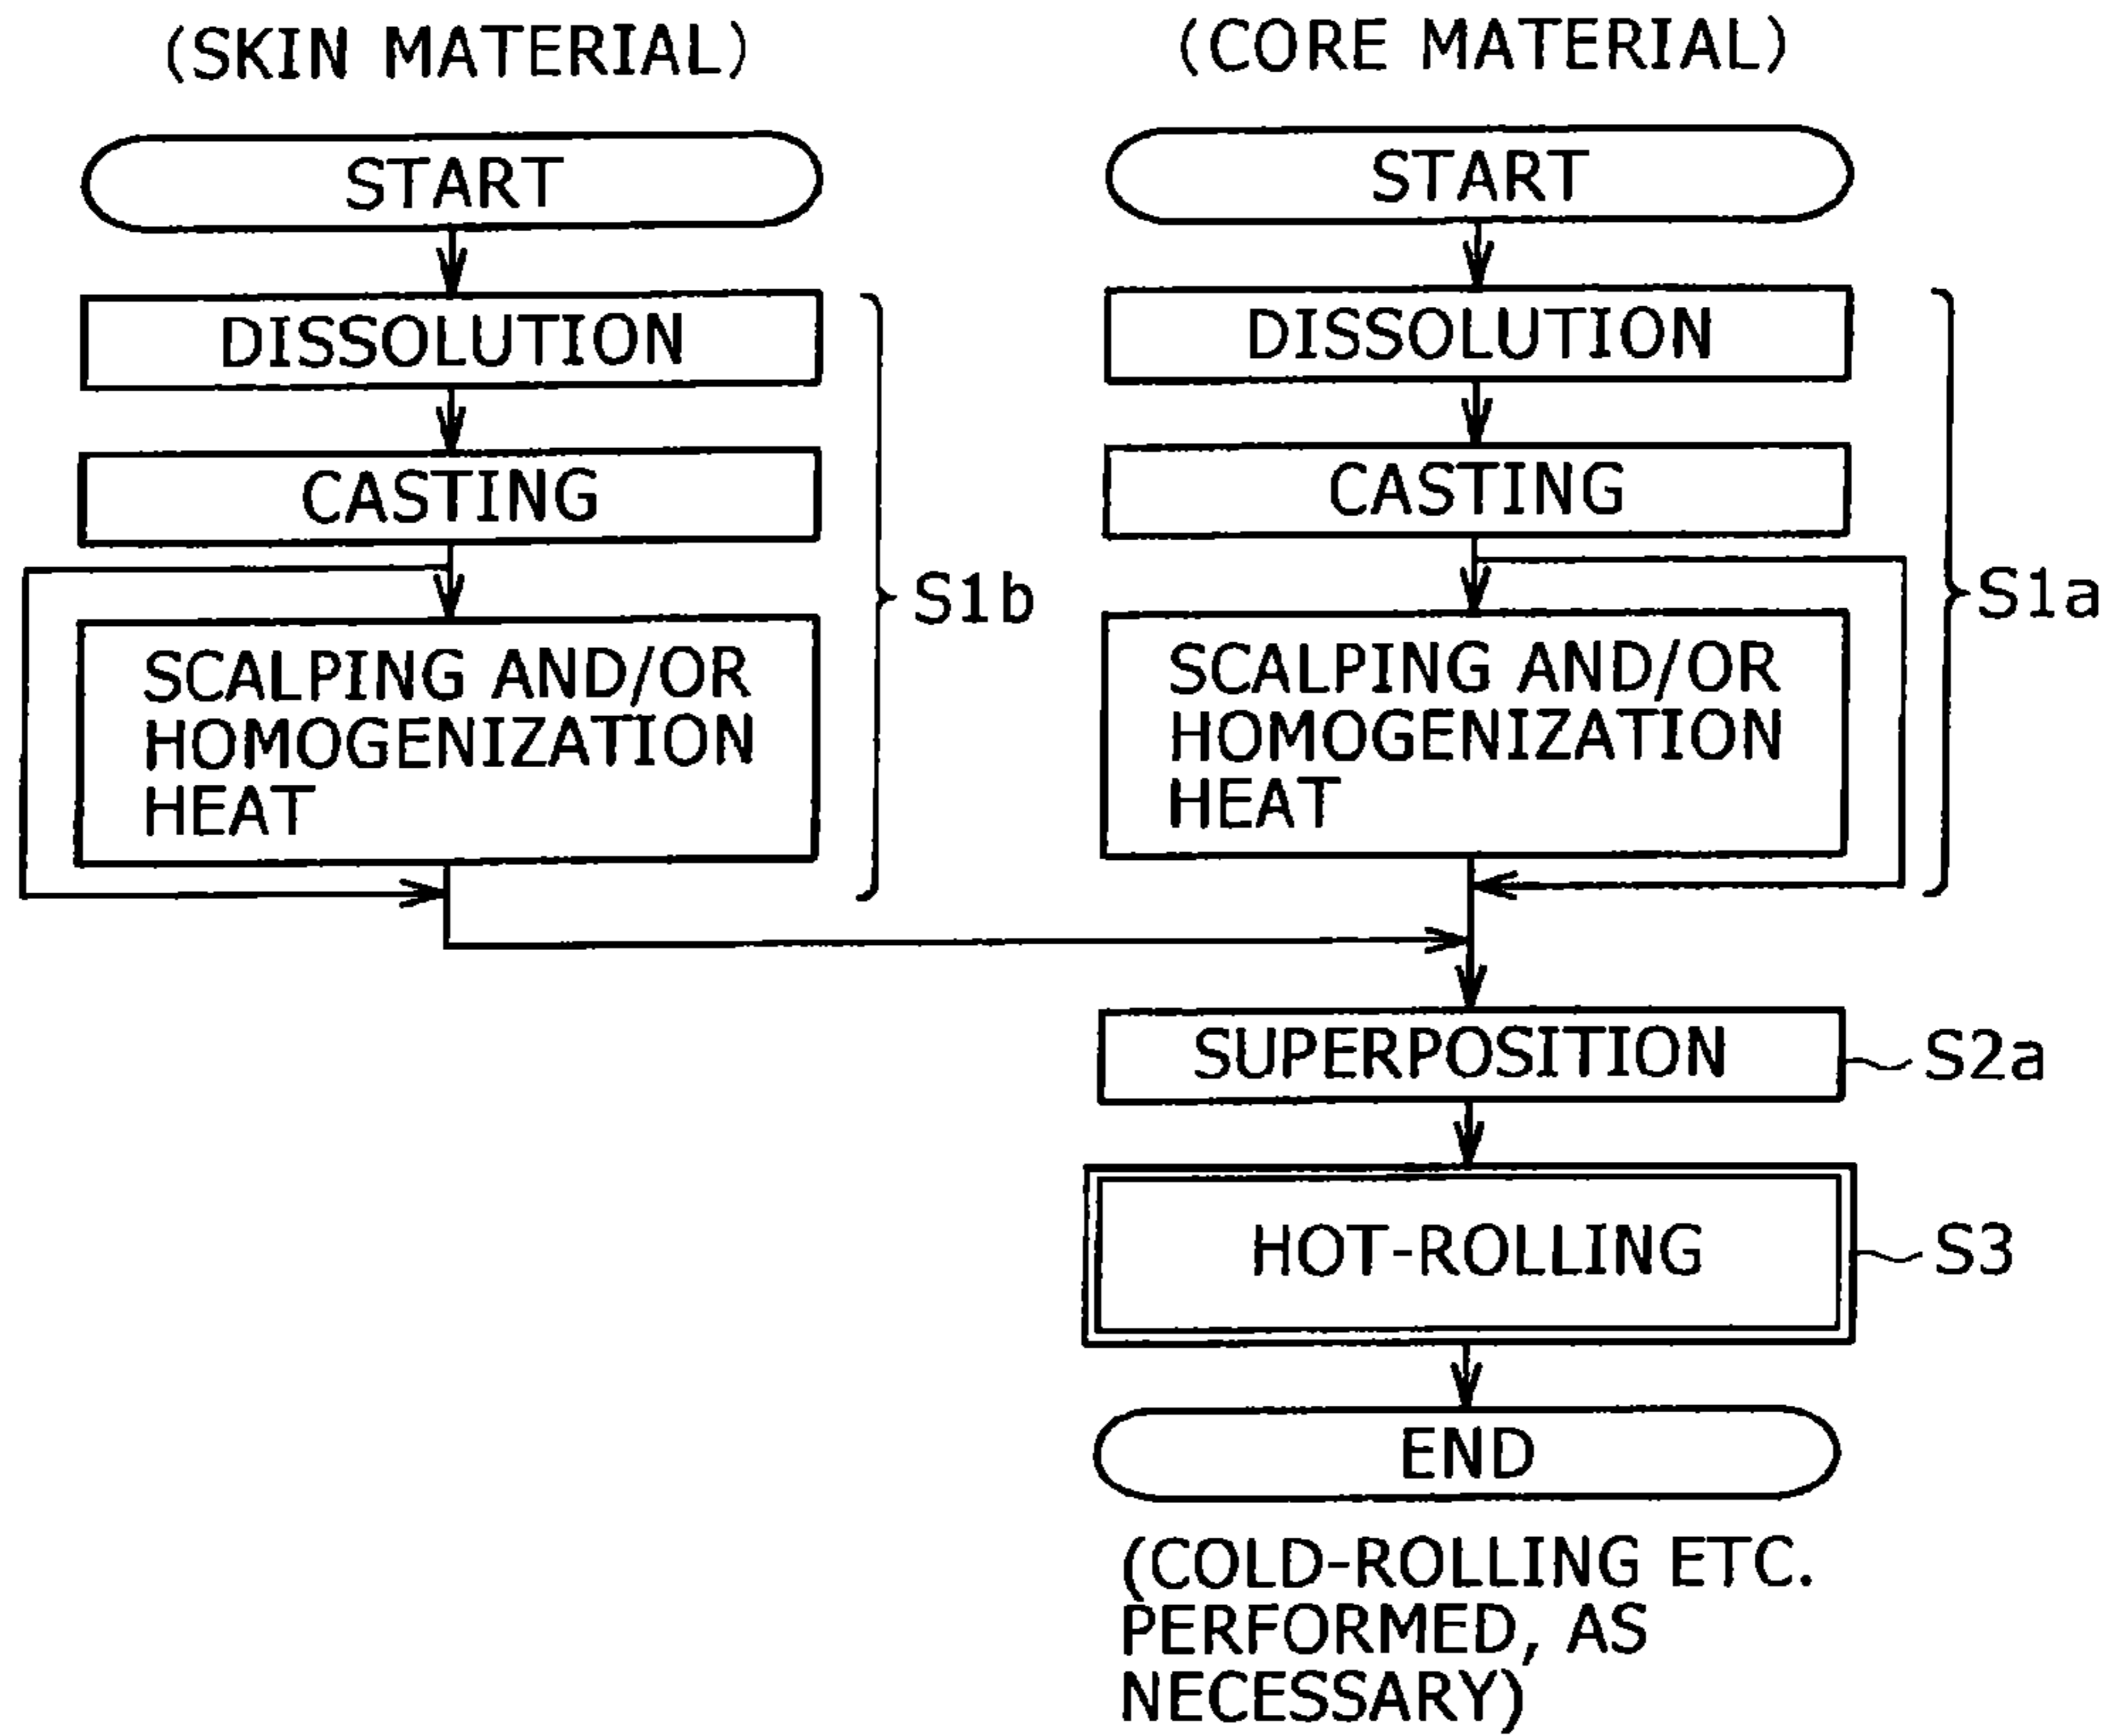 (SKIN MATERIAL)
START
DISSOLUTION
CASTING
SCALPING AND/OR
HOMOGENIZATION
HEAT
S1b
(CORE MATERIAL)
START
DISSOLUTION
CASTING
SCALPING AND/OR
HOMOGENIZATION
HEAT
S1a
SUPERPOSITION
S2a
HOT-ROLLING
S3
END
(COLD-ROLLING ETC.
PERFORMED, AS
NECESSARY)